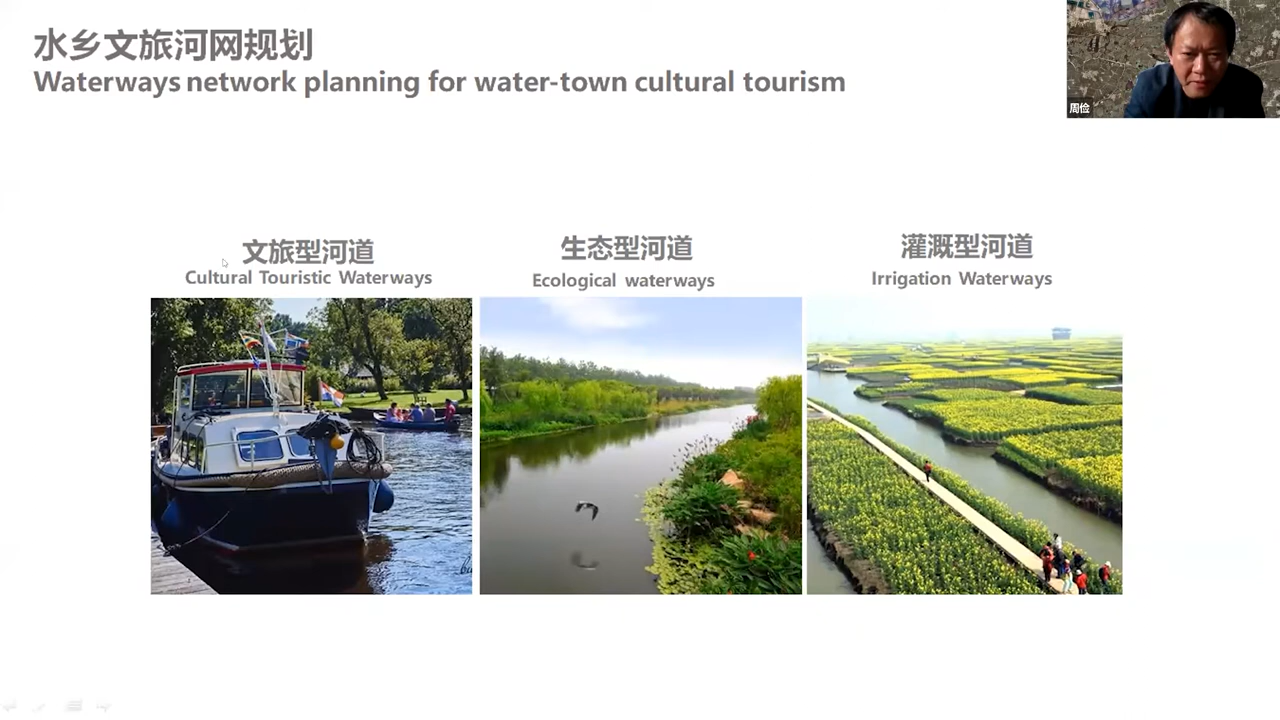 水乡文旅河网规划
Waterways network planning for water-town cultural tourism
周俭
文旅型河道
Cultural Touristic Waterways
生态型河道
Ecological waterways
灌溉型河道
Irrigation Waterways